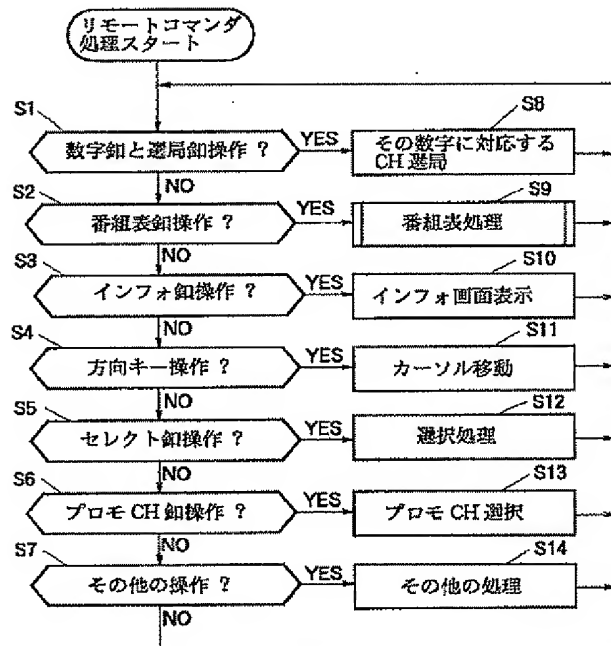 リモートコマンダ
処理スタート
S1
数字釦と選局釦操作 ?
YES
S8
その数字に対応する
CH 選局
NO
S2
番組表釦操作 ?
YES
S9
番組表処理
NO
S3
インフォ釦操作 ?
YES
S10
インフォ画面表示
NO
S4
方向キー操作 ?
YES
S11
カーソル移動
NO
S5
セレクト釦操作 ?
YES
S12
選択処理
NO
S6
プロモ CH 釦操作 ?
YES
S13
プロモ CH 選択
NO
S7
その他の操作 ?
YES
S14
その他の処理
NO